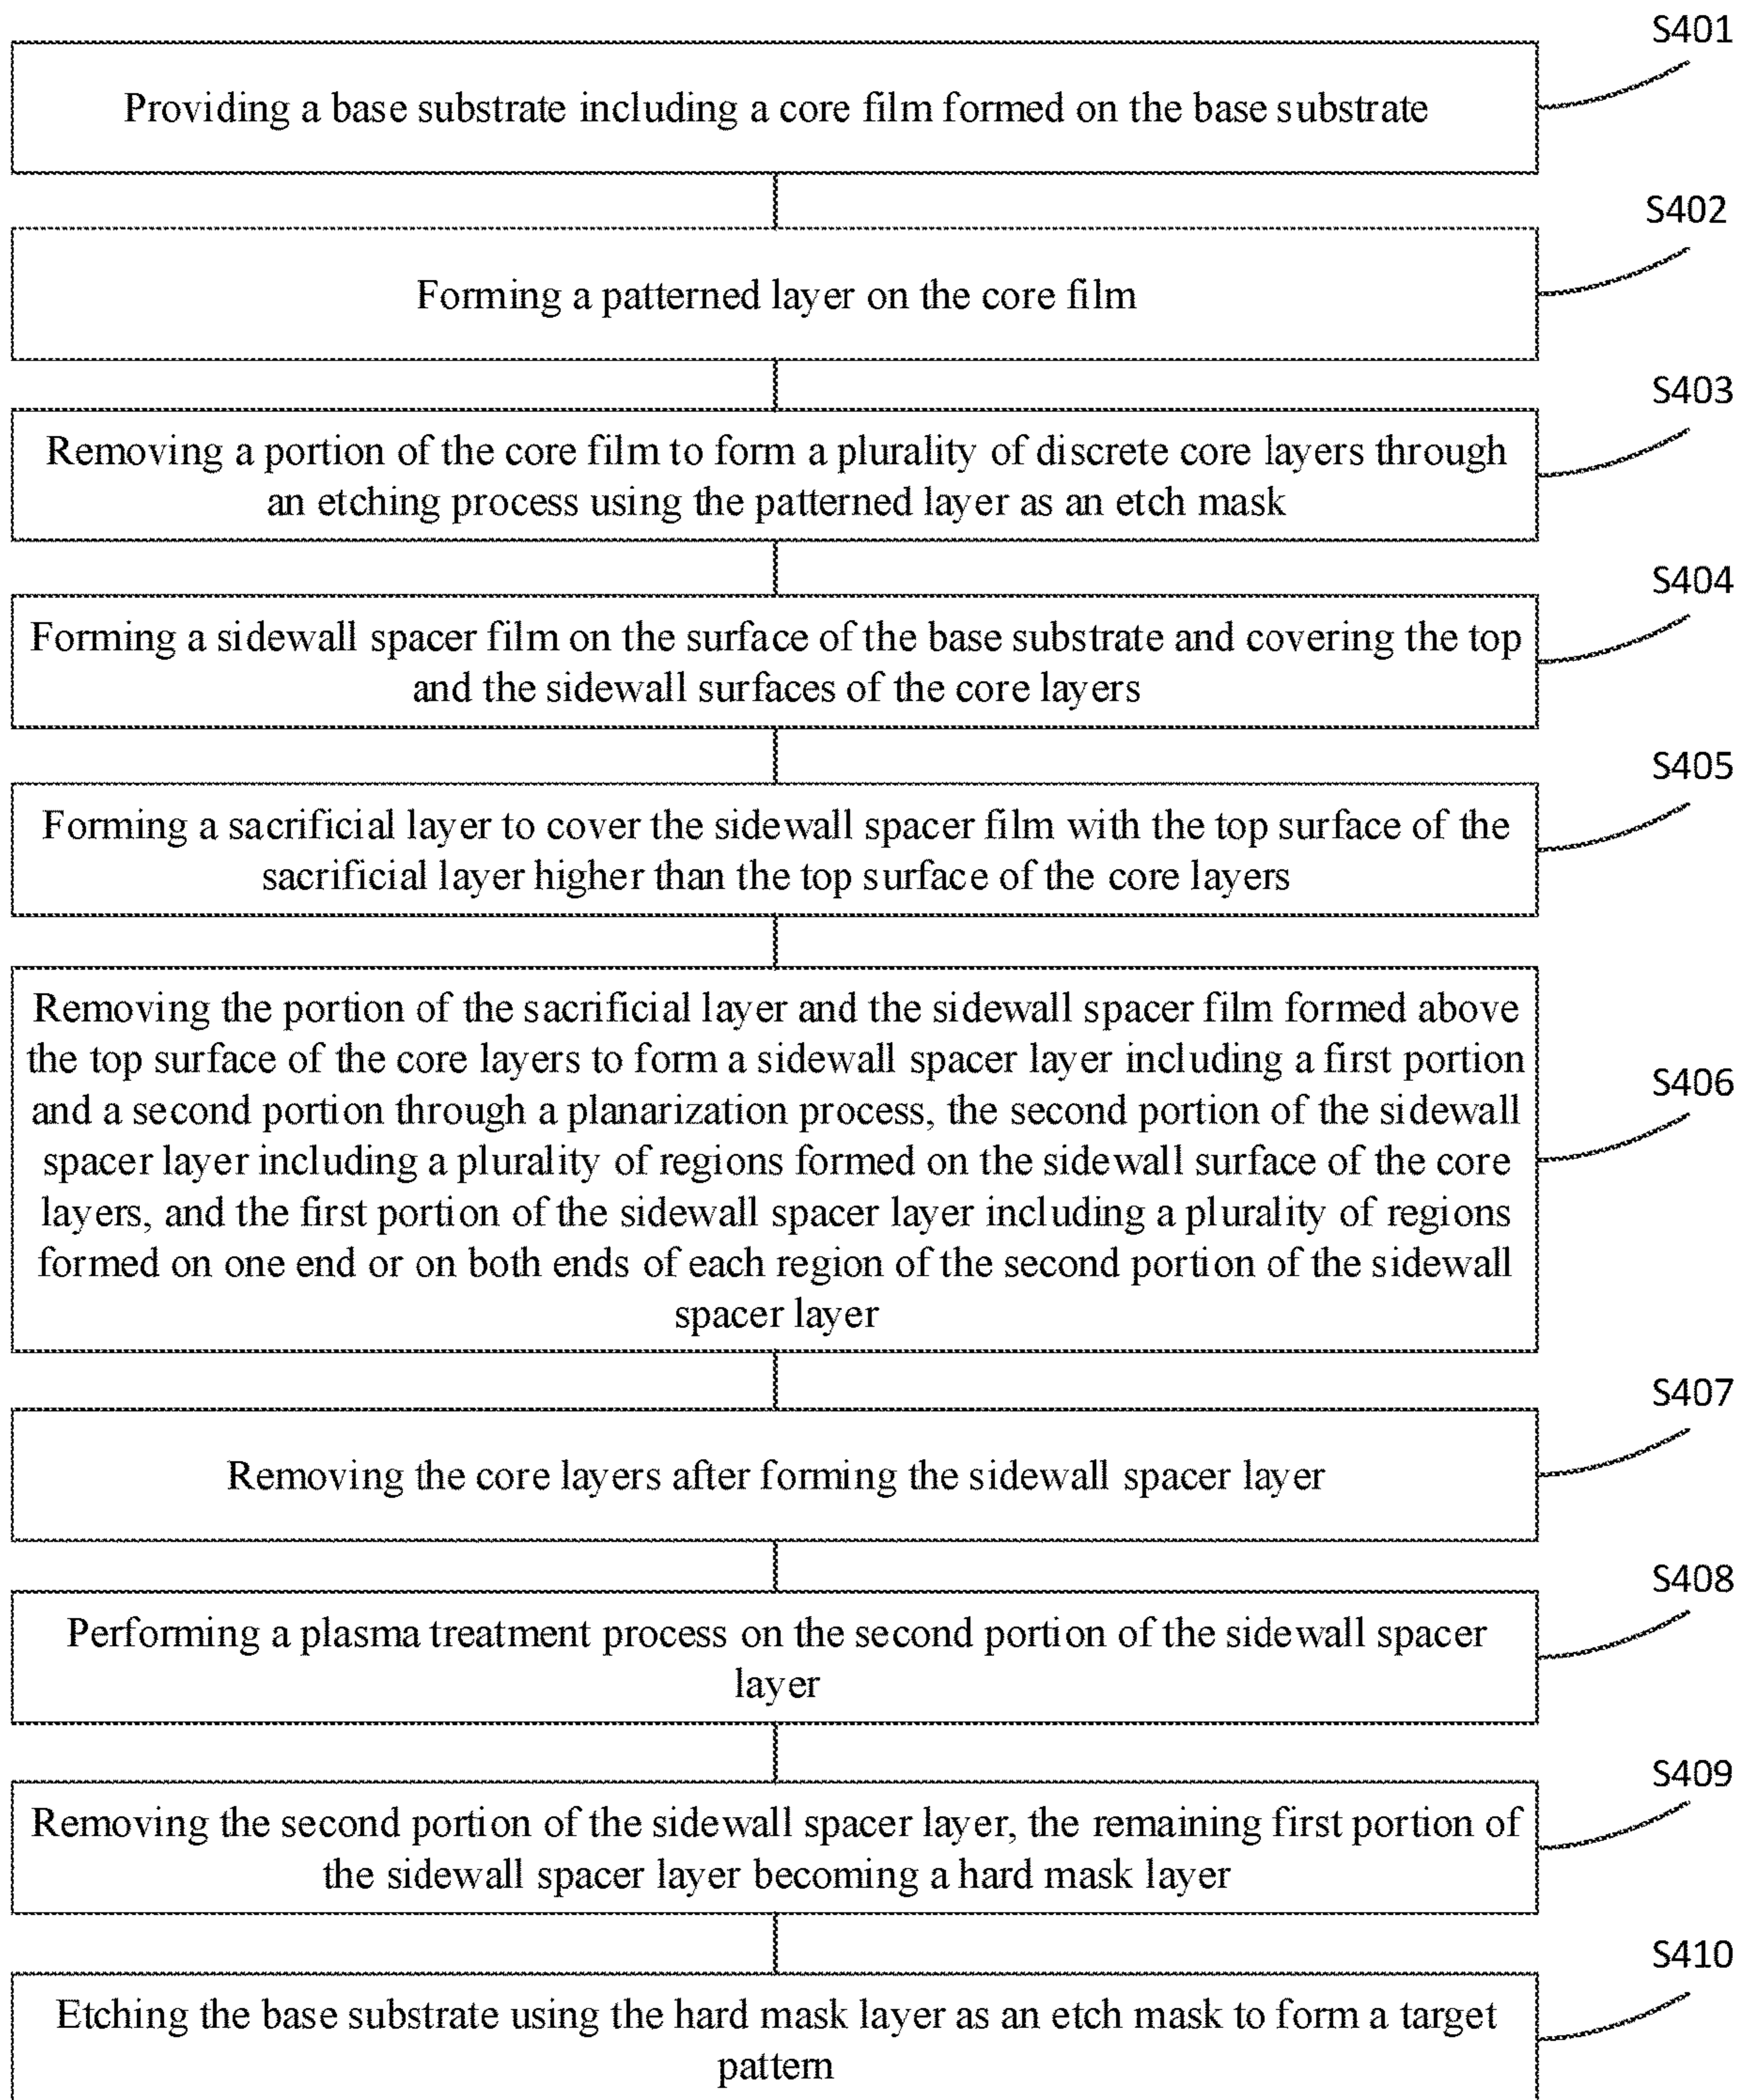 S401
Providing a base substrate including a core film formed on the base substrate
S402
Forming a patterned layer on the core film
S403
Removing a portion of the core film to form a plurality of discrete core layers through
an etching process using the patterned layer as an etch mask
S404
Forming a sidewall spacer film on the surface of the base substrate and covering the top
and the sidewall surfaces of the core layers
S405
Forming a sacrificial layer to cover the sidewall spacer film with the top surface of the
sacrificial layer higher than the top surface of the core layers
S406
Removing the portion of the sacrificial layer and the sidewall spacer film formed above
the top surface of the core layers to form a sidewall spacer layer including a first portion
and a second portion through a planarization process, the second portion of the sidewall
spacer layer including a plurality of regions formed on the sidewall surface of the core
layers, and the first portion of the sidewall spacer layer including a plurality of regions
formed on one end or on both ends of each region of the second portion of the sidewall
spacer layer
S407
Removing the core layers after forming the sidewall spacer layer
S408
Performing a plasma treatment process on the second portion of the sidewall spacer
layer
S409
Removing the second portion of the sidewall spacer layer, the remaining first portion of
the sidewall spacer layer becoming a hard mask layer
S410
Etching the base substrate using the hard mask layer as an etch mask to form a target
pattern